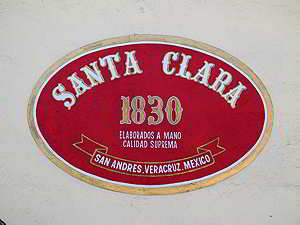 SANTA CLARA
1830
ELABORADOS A MANO
CALIDAD SUPREMA
SAN ANDRES, VERACRUZ, MEXICO